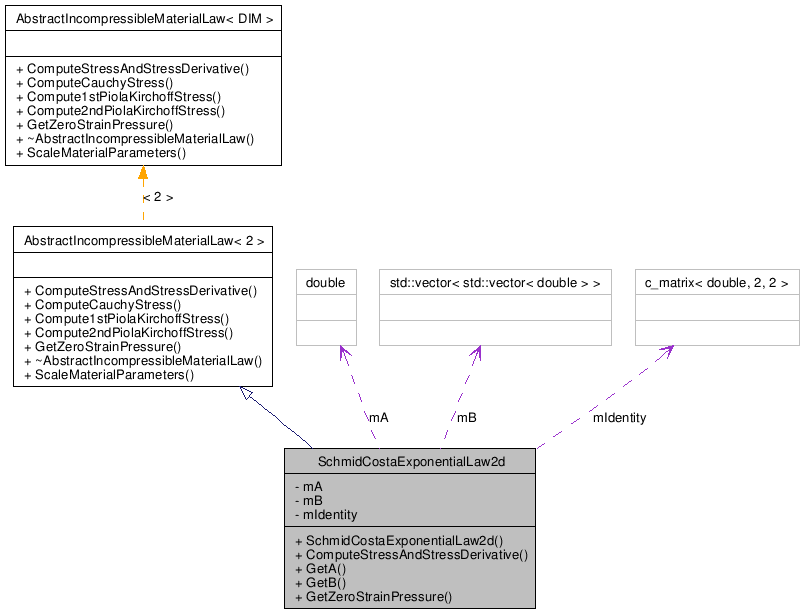 AbstractIncompressibleMaterialLaw< DIM >
+ ComputeStressAndStressDerivative()
+ ComputeCauchyStress()
+ Compute1stPiolaKirchoffStress()
+ Compute2ndPiolaKirchoffStress()
+ GetZeroStrainPressure()
+ ~AbstractIncompressibleMaterialLaw()
+ ScaleMaterialParameters()
< 2 >
AbstractIncompressibleMaterialLaw< 2 >
+ ComputeStressAndStressDerivative()
+ ComputeCauchyStress()
+ Compute1stPiolaKirchoffStress()
+ Compute2ndPiolaKirchoffStress()
+ GetZeroStrainPressure()
+ ~AbstractIncompressibleMaterialLaw()
+ ScaleMaterialParameters()
double
std::vector< std::vector< double > >
c_matrix< double, 2, 2 >
mA
mB
mIdentity
SchmidCostaExponentialLaw2d
- mA
- mB
- mIdentity
+ SchmidCostaExponentialLaw2d()
+ ComputeStressAndStressDerivative()
+ GetA()
+ GetB()
+ GetZeroStrainPressure()